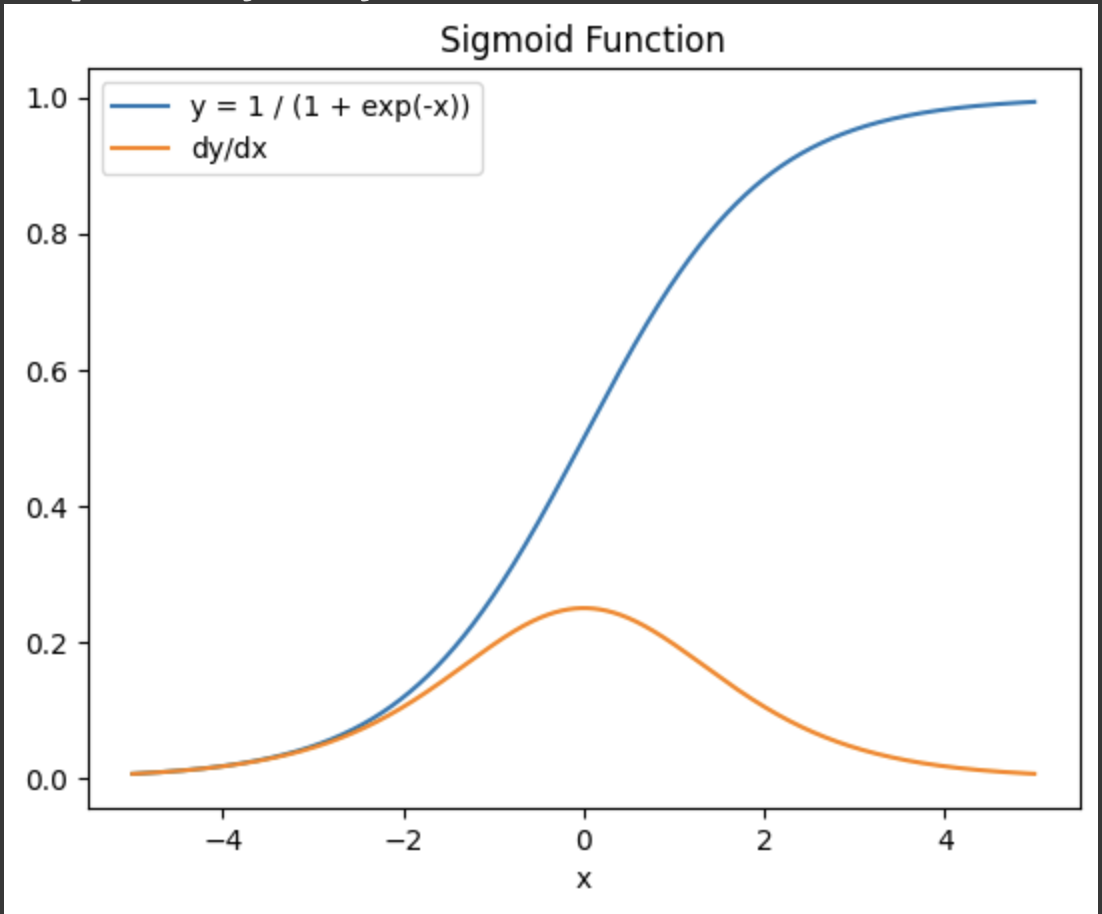 Sigmoid Function
y = 1 / (1 + exp(-x))
dy/dx
1.0
0.8
0.6
0.4
0.2
0.0
−4 −2 0 2 4
x